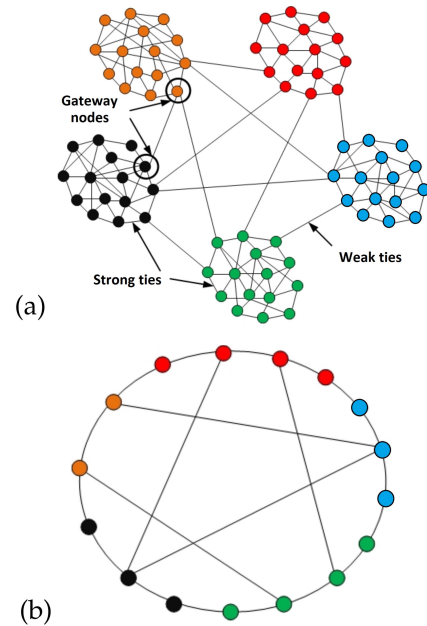 Gateway
nodes
Weak ties
Strong ties
(a)
(b)